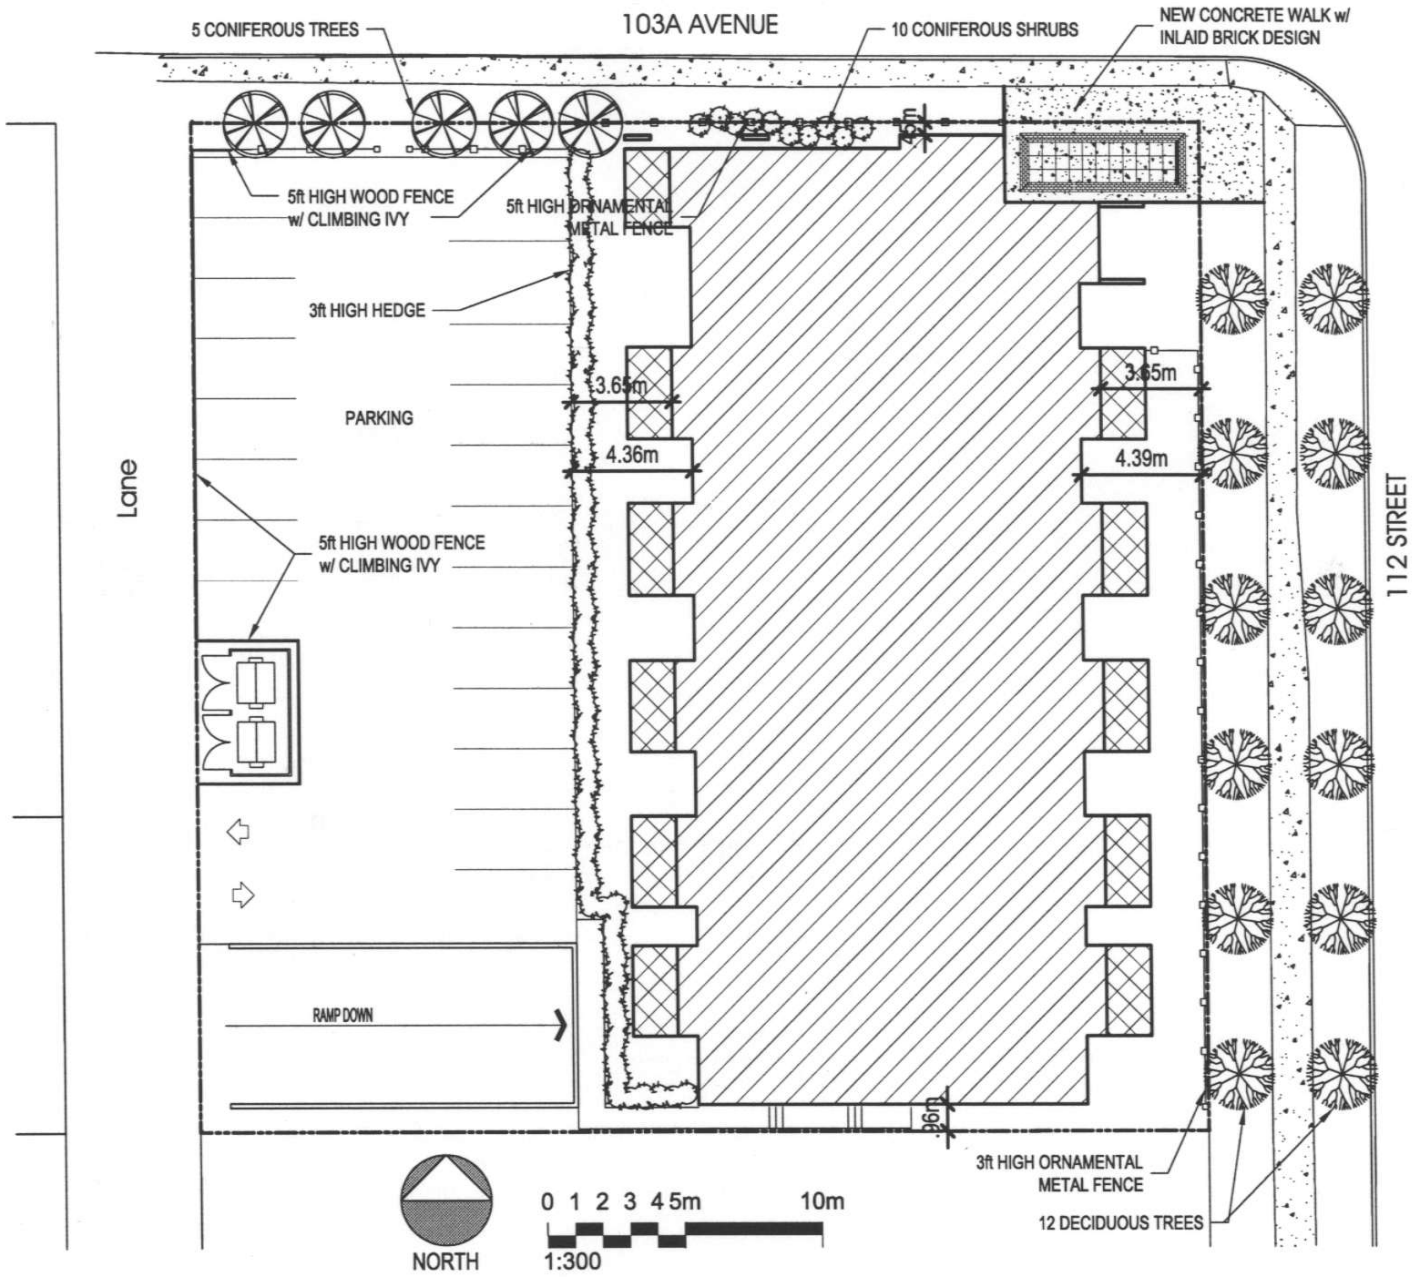 103A AVENUE
5 CONIFEROUS TREES
10 CONIFEROUS SHRUBS
NEW CONCRETE WALK w/
INLAID BRICK DESIGN
5ft HIGH WOOD FENCE
w/ CLIMBING IVY
5ft HIGH ORNAMENTAL
METAL FENCE
3ft HIGH HEDGE
3.65m
3.65m
PARKING
4.36m
4.39m
Lane
112 STREET
5ft HIGH WOOD FENCE
w/ CLIMBING IVY
RAMP DOWN
.96m
3ft HIGH ORNAMENTAL
METAL FENCE
12 DECIDUOUS TREES
NORTH
0 1 2 3 4 5m 10m
1:300